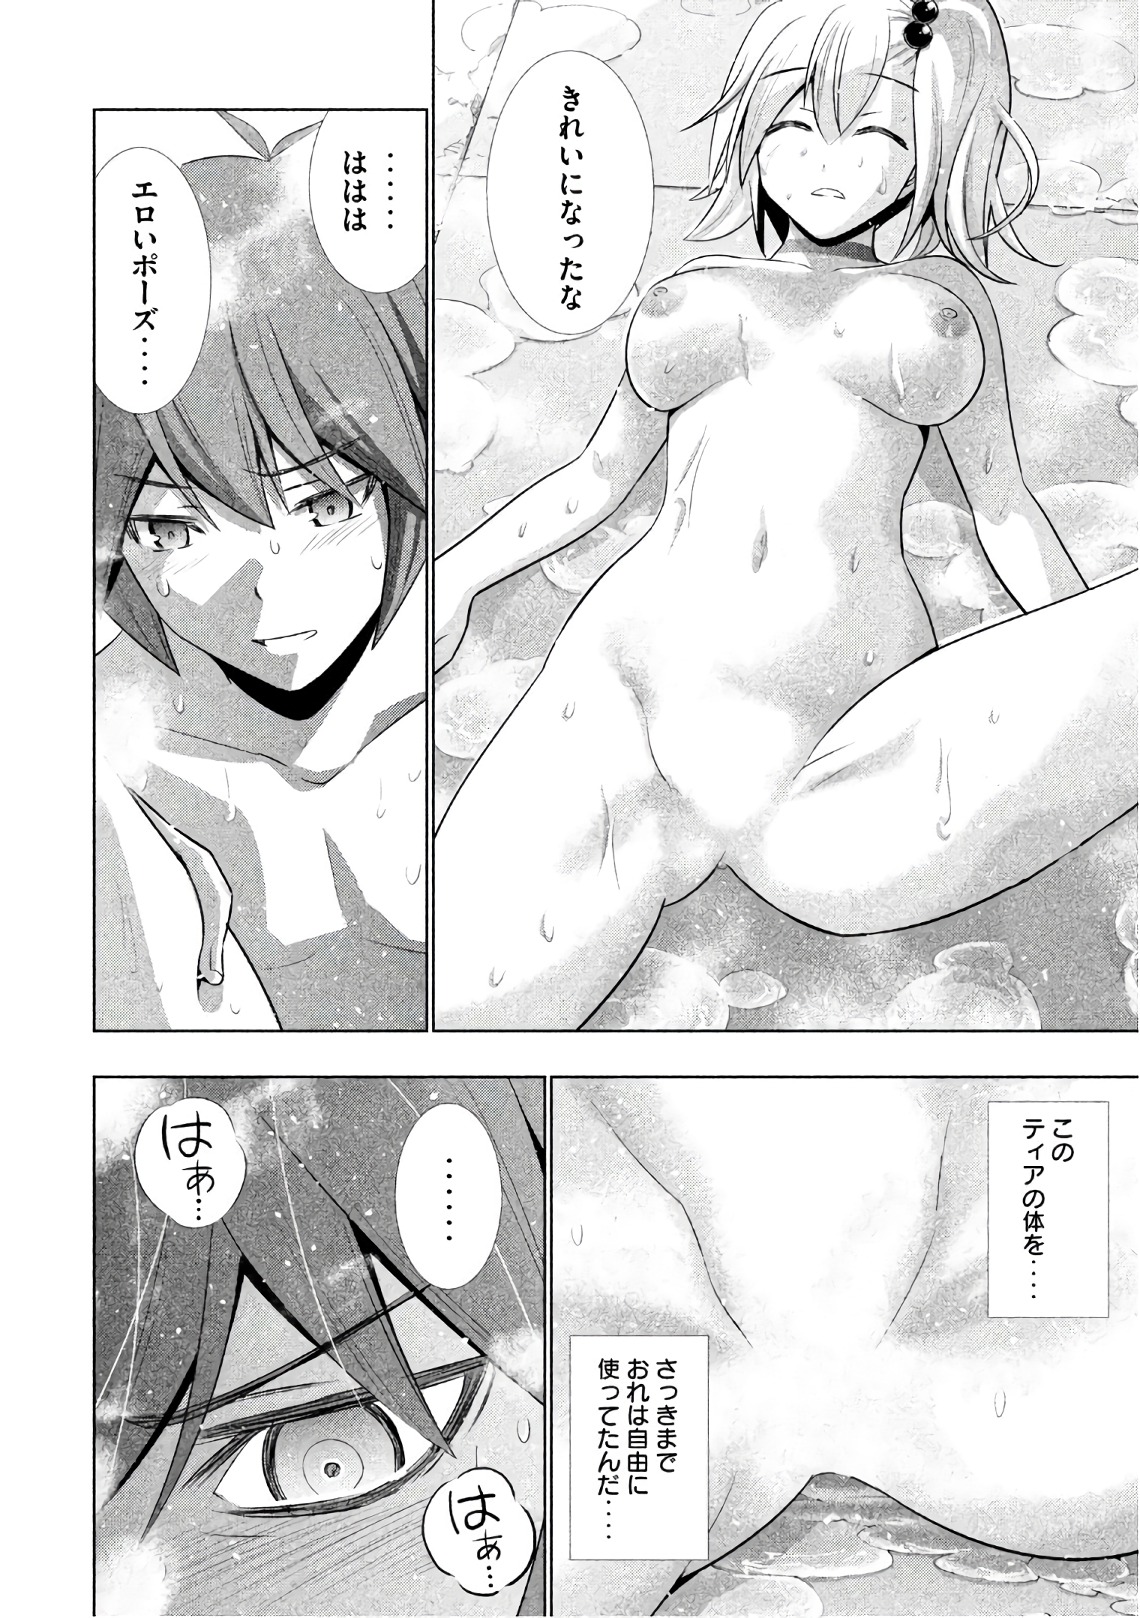 きれいになったな
‥‥‥
ははは
エロいポーズ‥‥
この
ティアの体を‥‥
さっきまで
おれは自由に
使ってたんだ‥‥
‥‥‥
はぁ…
はぁ…